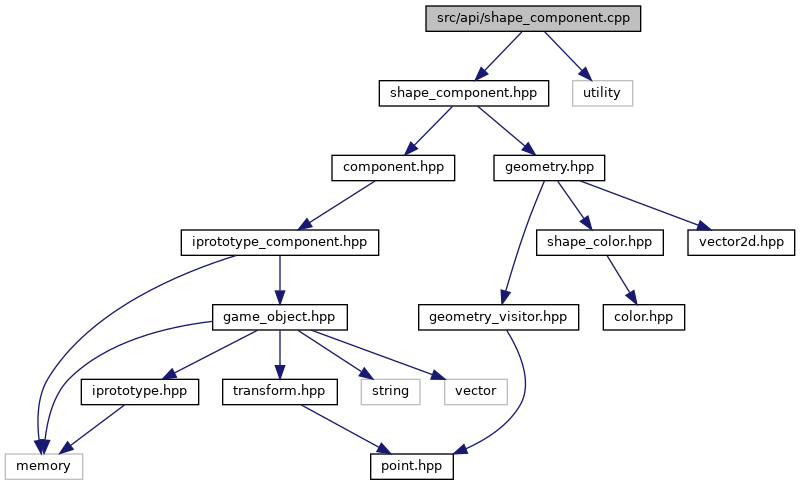 src/api/shape_component.cpp
shape_component.hpp
utility
component.hpp
geometry.hpp
iprototype_component.hpp
shape_color.hpp
vector2d.hpp
game_object.hpp
geometry_visitor.hpp
color.hpp
iprototype.hpp
transform.hpp
string
vector
memory
point.hpp